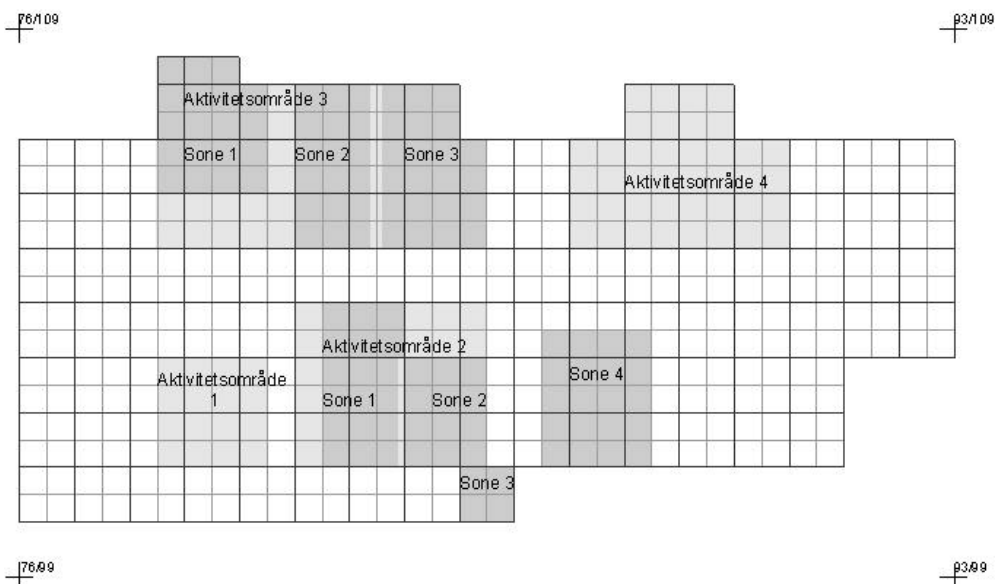 76/109
93/109
Aktivitetsområde 3
Sone 1
Sone 2
Sone 3
Aktivitetsområde 4
Aktivitetsområde 2
Aktivitetsområde
1
Sone 4
Sone 1
Sone 2
Sone 3
76/99
93/99